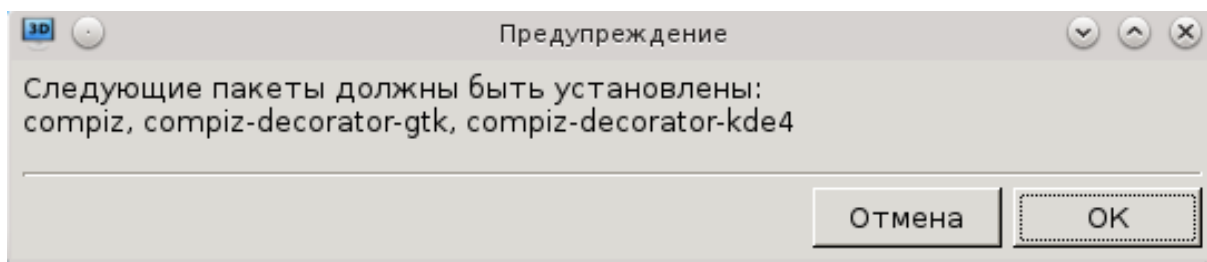 3D
Предупреждение
Следующие пакеты должны быть установлены:
compiz, compiz-decorator-gtk, compiz-decorator-kde4
Отмена
OK